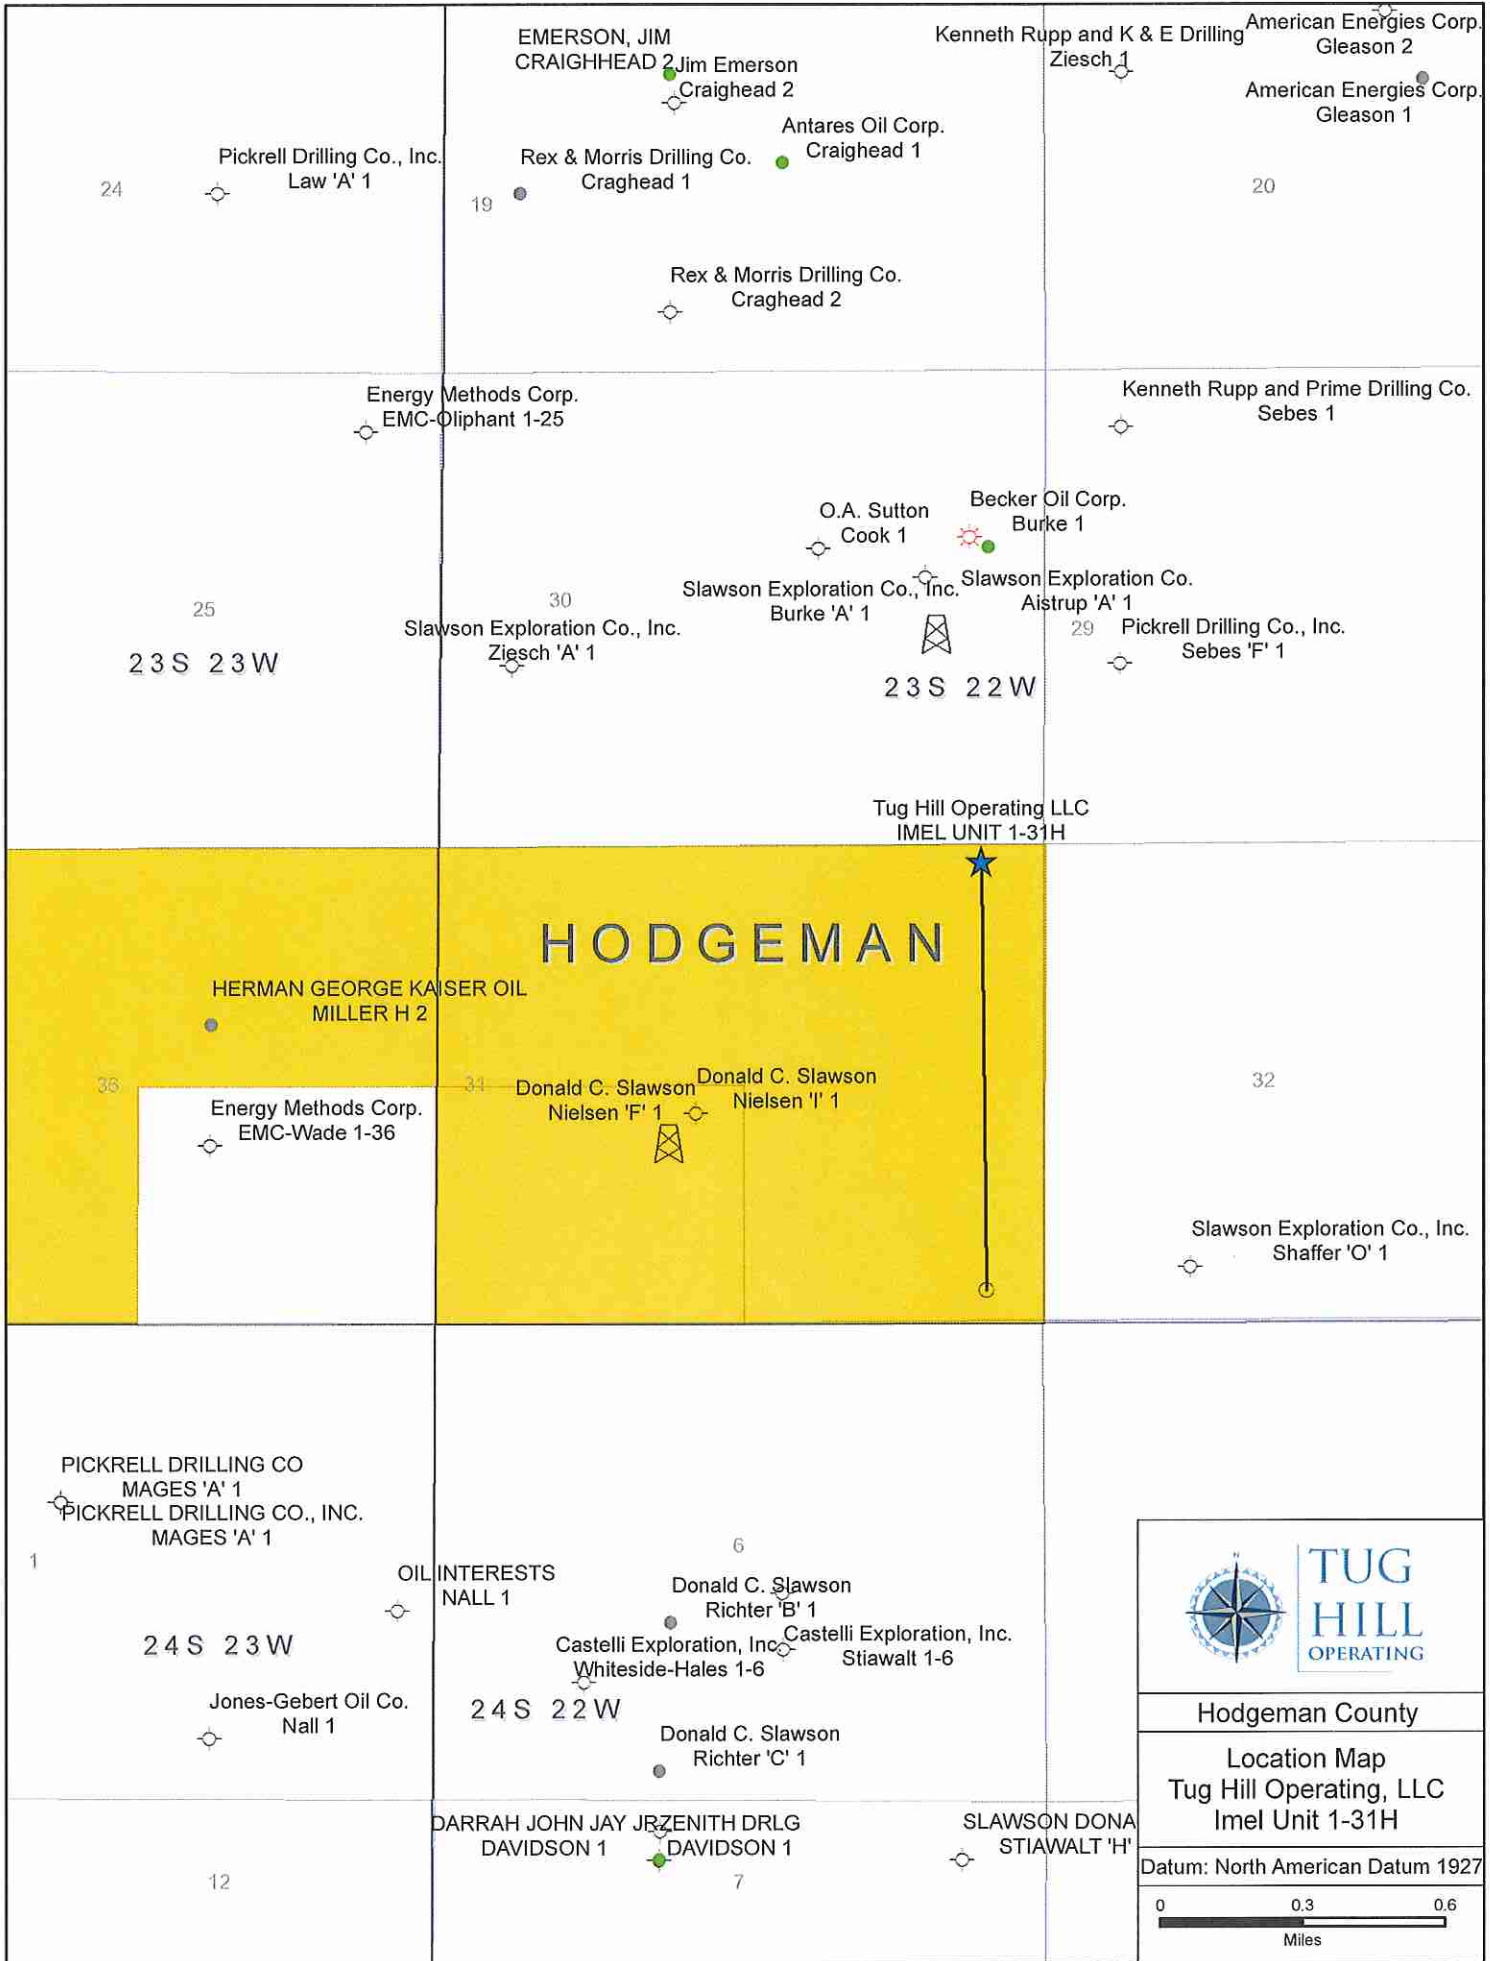 EMERSON, JIM
CRAIGHHEAD 2
Jim Emerson
Craighead 2
Kenneth Rupp and K & E Drilling
Ziesch 1
American Energies Corp.
Gleason 2
American Energies Corp.
Gleason 1
Antares Oil Corp.
Craighead 1
Pickrell Drilling Co., Inc.
Law 'A' 1
Rex & Morris Drilling Co.
Craghead 1
24
19
20
Rex & Morris Drilling Co.
Craghead 2
Energy Methods Corp.
EMC-Oliphant 1-25
Kenneth Rupp and Prime Drilling Co.
Sebes 1
O.A. Sutton
Cook 1
Becker Oil Corp.
Burke 1
Slawson Exploration Co., Inc.
Burke 'A' 1
Slawson Exploration Co.
Aistrup 'A' 1
25
30
29
Slawson Exploration Co., Inc.
Ziesch 'A' 1
Pickrell Drilling Co., Inc.
Sebes 'F' 1
23S 23W
23S 22W
Tug Hill Operating LLC
IMEL UNIT 1-31H
HODGEMAN
HERMAN GEORGE KAISER OIL
MILLER H 2
36
31
32
Donald C. Slawson
Nielsen 'F' 1
Donald C. Slawson
Nielsen 'I' 1
Energy Methods Corp.
EMC-Wade 1-36
Slawson Exploration Co., Inc.
Shaffer 'O' 1
PICKRELL DRILLING CO
MAGES 'A' 1
PICKRELL DRILLING CO., INC.
MAGES 'A' 1
1
6
OIL INTERESTS
NALL 1
Donald C. Slawson
Richter 'B' 1
Castelli Exploration, Inc.
Whiteside-Hales 1-6
Castelli Exploration, Inc.
Stiawalt 1-6
24S 23W
24S 22W
Jones-Gebert Oil Co.
Nall 1
Donald C. Slawson
Richter 'C' 1
DARRAH JOHN JAY JR
DAVIDSON 1
ZENITH DRLG
DAVIDSON 1
SLAWSON DONA
STIAWALT 'H'
12
7
N
TUG
HILL
OPERATING
Hodgeman County
Location Map
Tug Hill Operating, LLC
Imel Unit 1-31H
Datum: North American Datum 1927
0 0.3 0.6
Miles